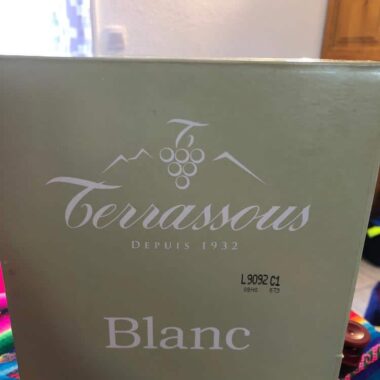 Terrassous
DEPUIS 1932
L9092 C1
Blanc